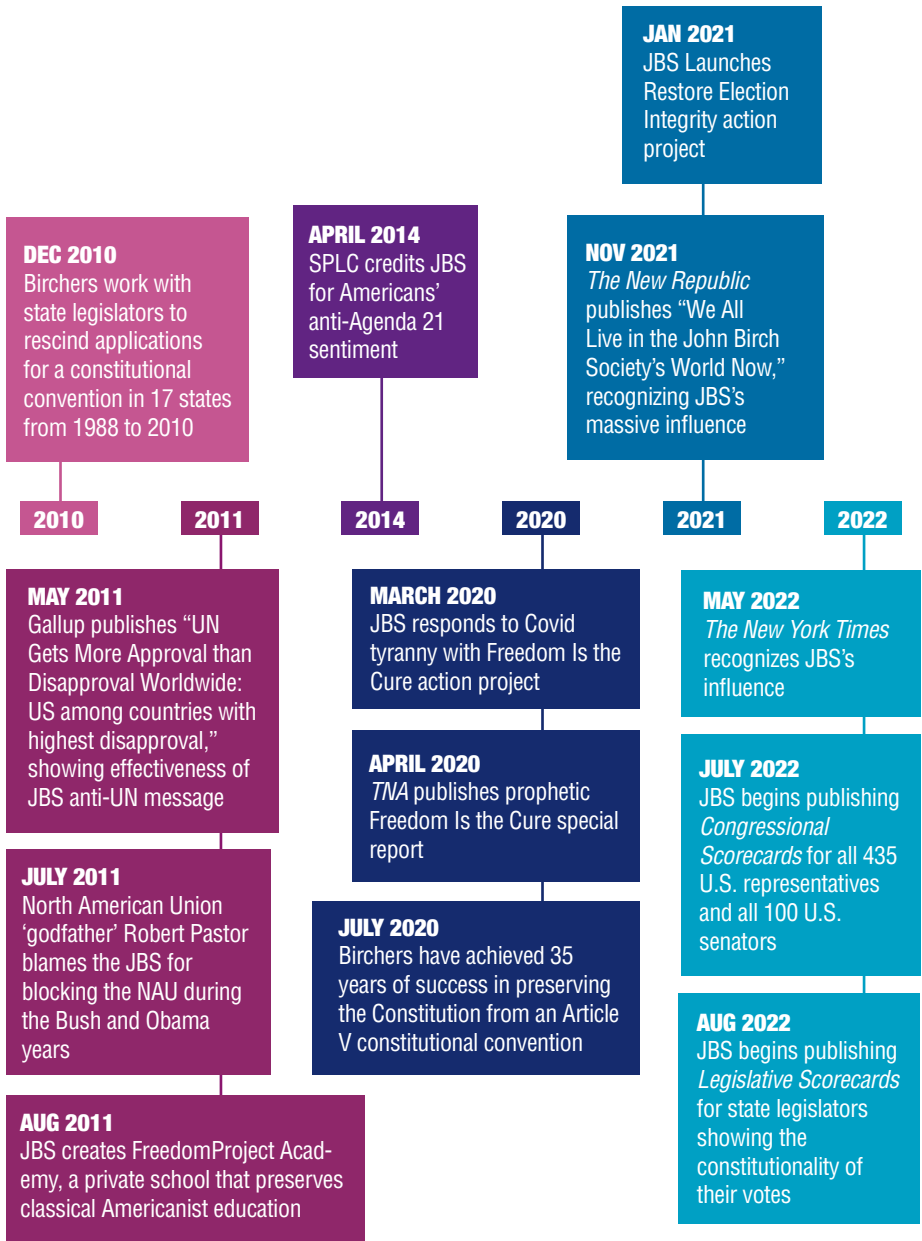 JAN 2021
JBS Launches
Restore Election
Integrity action
project
DEC 2010
Birchers work with
state legislators to
rescind applications
for a constitutional
convention in 17 states
from 1988 to 2010
APRIL 2014
SPLC credits JBS
for Americans’
anti-Agenda 21
sentiment
NOV 2021
The New Republic
publishes “We All
Live in the John Birch
Society’s World Now,”
recognizing JBS’s
massive influence
2010
2011
2014
2020
2021
2022
MAY 2011
Gallup publishes “UN
Gets More Approval than
Disapproval Worldwide:
US among countries with
highest disapproval,”
showing effectiveness of
JBS anti-UN message
JULY 2011
North American Union
‘godfather’ Robert Pastor
blames the JBS for
blocking the NAU during
the Bush and Obama
years
AUG 2011
JBS creates FreedomProject Acad-
emy, a private school that preserves
classical Americanist education
MARCH 2020
JBS responds to Covid
tyranny with Freedom Is the
Cure action project
APRIL 2020
TNA publishes prophetic
Freedom Is the Cure special
report
JULY 2020
Birchers have achieved 35
years of success in preserving
the Constitution from an Article
V constitutional convention
MAY 2022
The New York Times
recognizes JBS’s
influence
JULY 2022
JBS begins publishing
Congressional
Scorecards for all 435
U.S. representatives
and all 100 U.S.
senators
AUG 2022
JBS begins publishing
Legislative Scorecards
for state legislators
showing the
constitutionality of
their votes